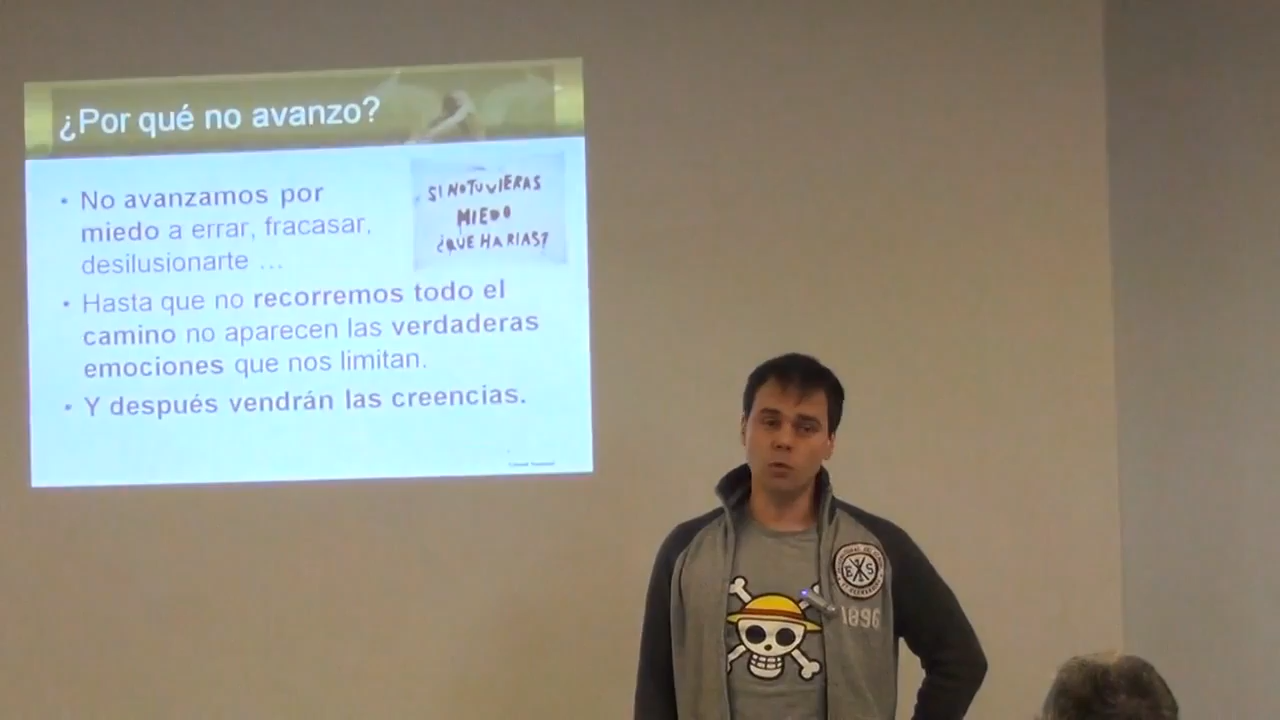 ¿Por qué no avanzo?
• No avanzamos por
miedo a errar, fracasar,
desilusionarte …
SI NO TUVIERAS
MIEDO
¿QUE HARIAS?
• Hasta que no recorremos todo el
camino no aparecen las verdaderas
emociones que nos limitan.
• Y después vendrán las creencias.
E S
1896